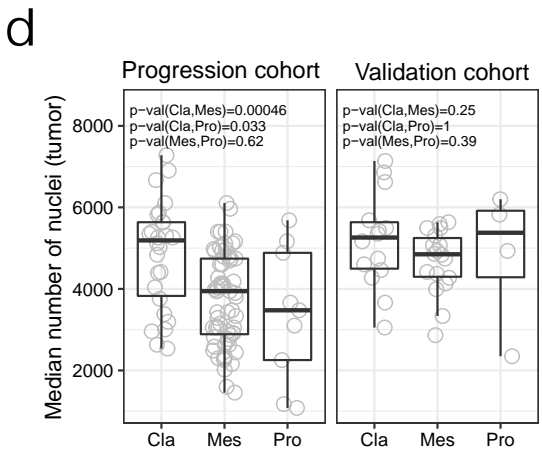 d
Progression cohort
Validation cohort
p−val(Cla,Mes)=0.00046
p−val(Cla,Pro)=0.033
p−val(Mes,Pro)=0.62
p−val(Cla,Mes)=0.25
p−val(Cla,Pro)=1
p−val(Mes,Pro)=0.39
Median number of nuclei (tumor)
8000
6000
4000
2000
Cla Mes Pro
Cla Mes Pro